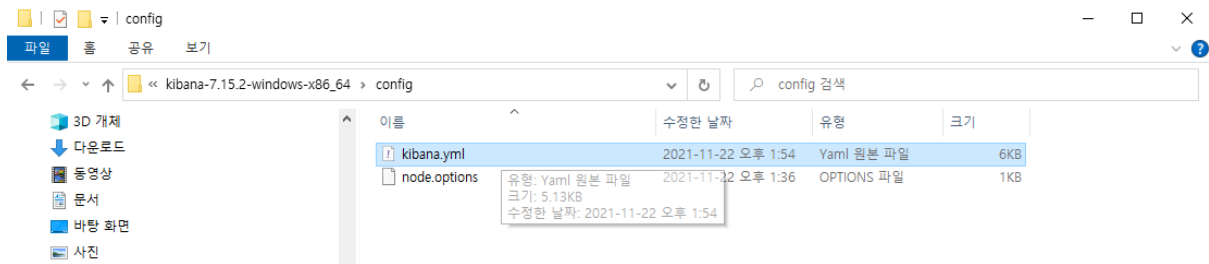 config
파일 홈 공유 보기
« kibana-7.15.2-windows-x86_64 › config
config 검색
이름 수정한 날짜 유형 크기
3D 개체
다운로드
동영상
문서
바탕 화면
사진
kibana.yml 2021-11-22 오후 1:54 Yaml 원본 파일 6KB
node.options 2021-11-22 오후 1:36 OPTIONS 파일 1KB
유형: Yaml 원본 파일
크기: 5.13KB
수정한 날짜: 2021-11-22 오후 1:54